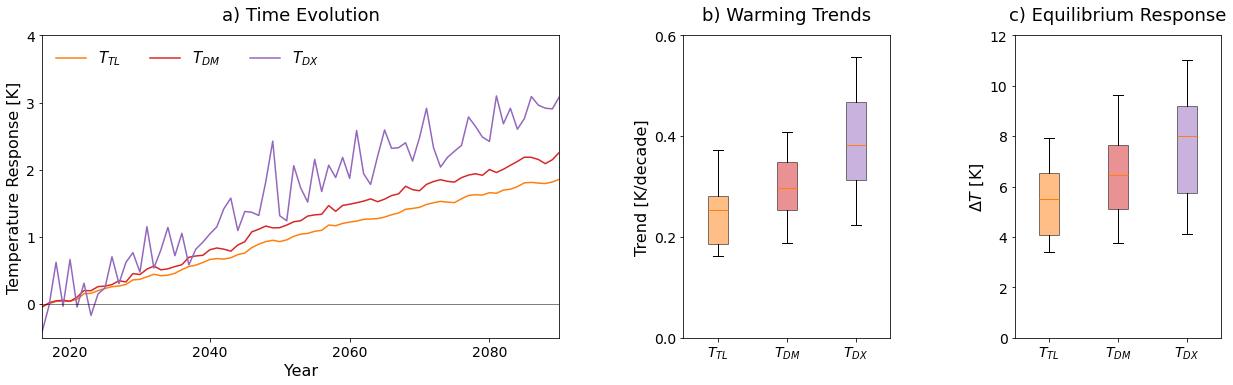 a) Time Evolution
b) Warming Trends
c) Equilibrium Response
T_TL T_DM T_DX
Temperature Response [K]
4
3
2
1
0
2020 2040 2060 2080
Year
Trend [K/decade]
0.6
0.4
0.2
0.0
T_TL T_DM T_DX
ΔT [K]
12
10
8
6
4
2
0
T_TL T_DM T_DX